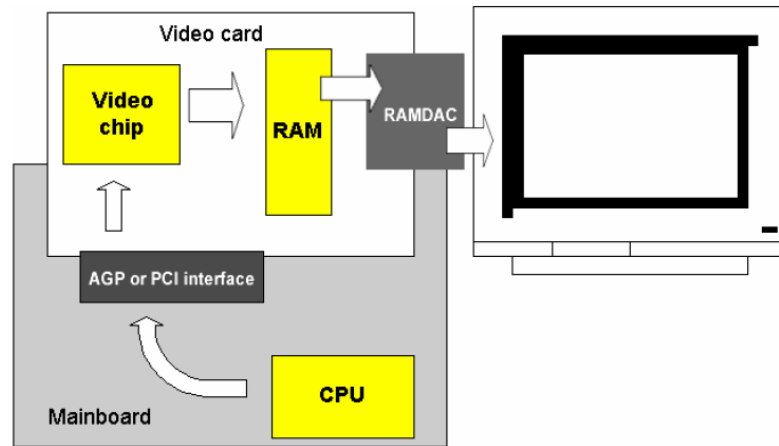 Video card
Video
chip
RAM
RAMDAC
AGP or PCI interface
CPU
Mainboard